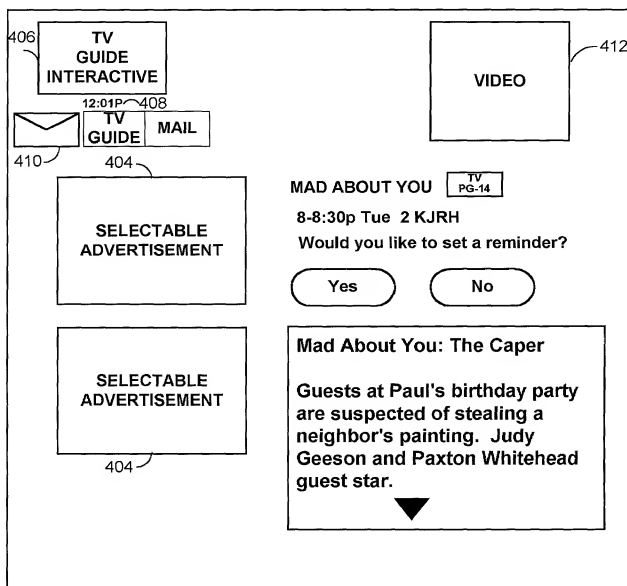 406
TV
GUIDE
INTERACTIVE
VIDEO
412
12:01P
408
TV
GUIDE
MAIL
410
404
SELECTABLE
ADVERTISEMENT
MAD ABOUT YOU
TV
PG-14
8-8:30p Tue 2 KJRH
Would you like to set a reminder?
Yes
No
SELECTABLE
ADVERTISEMENT
404
Mad About You: The Caper
Guests at Paul's birthday party
are suspected of stealing a
neighbor's painting. Judy
Geeson and Paxton Whitehead
guest star.